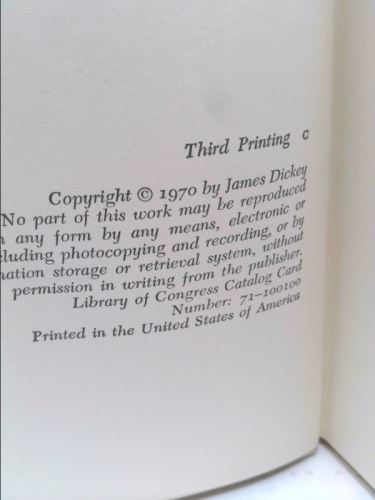 Third Printing C
Copyright © 1970 by James Dickey
No part of this work may be reproduced
any form by any means, electronic or
cluding photocopying and recording, or by
mation storage or retrieval system, without
permission in writing from the publisher.
Library of Congress Catalog Card
Number: 71-100100
Printed in the United States of America